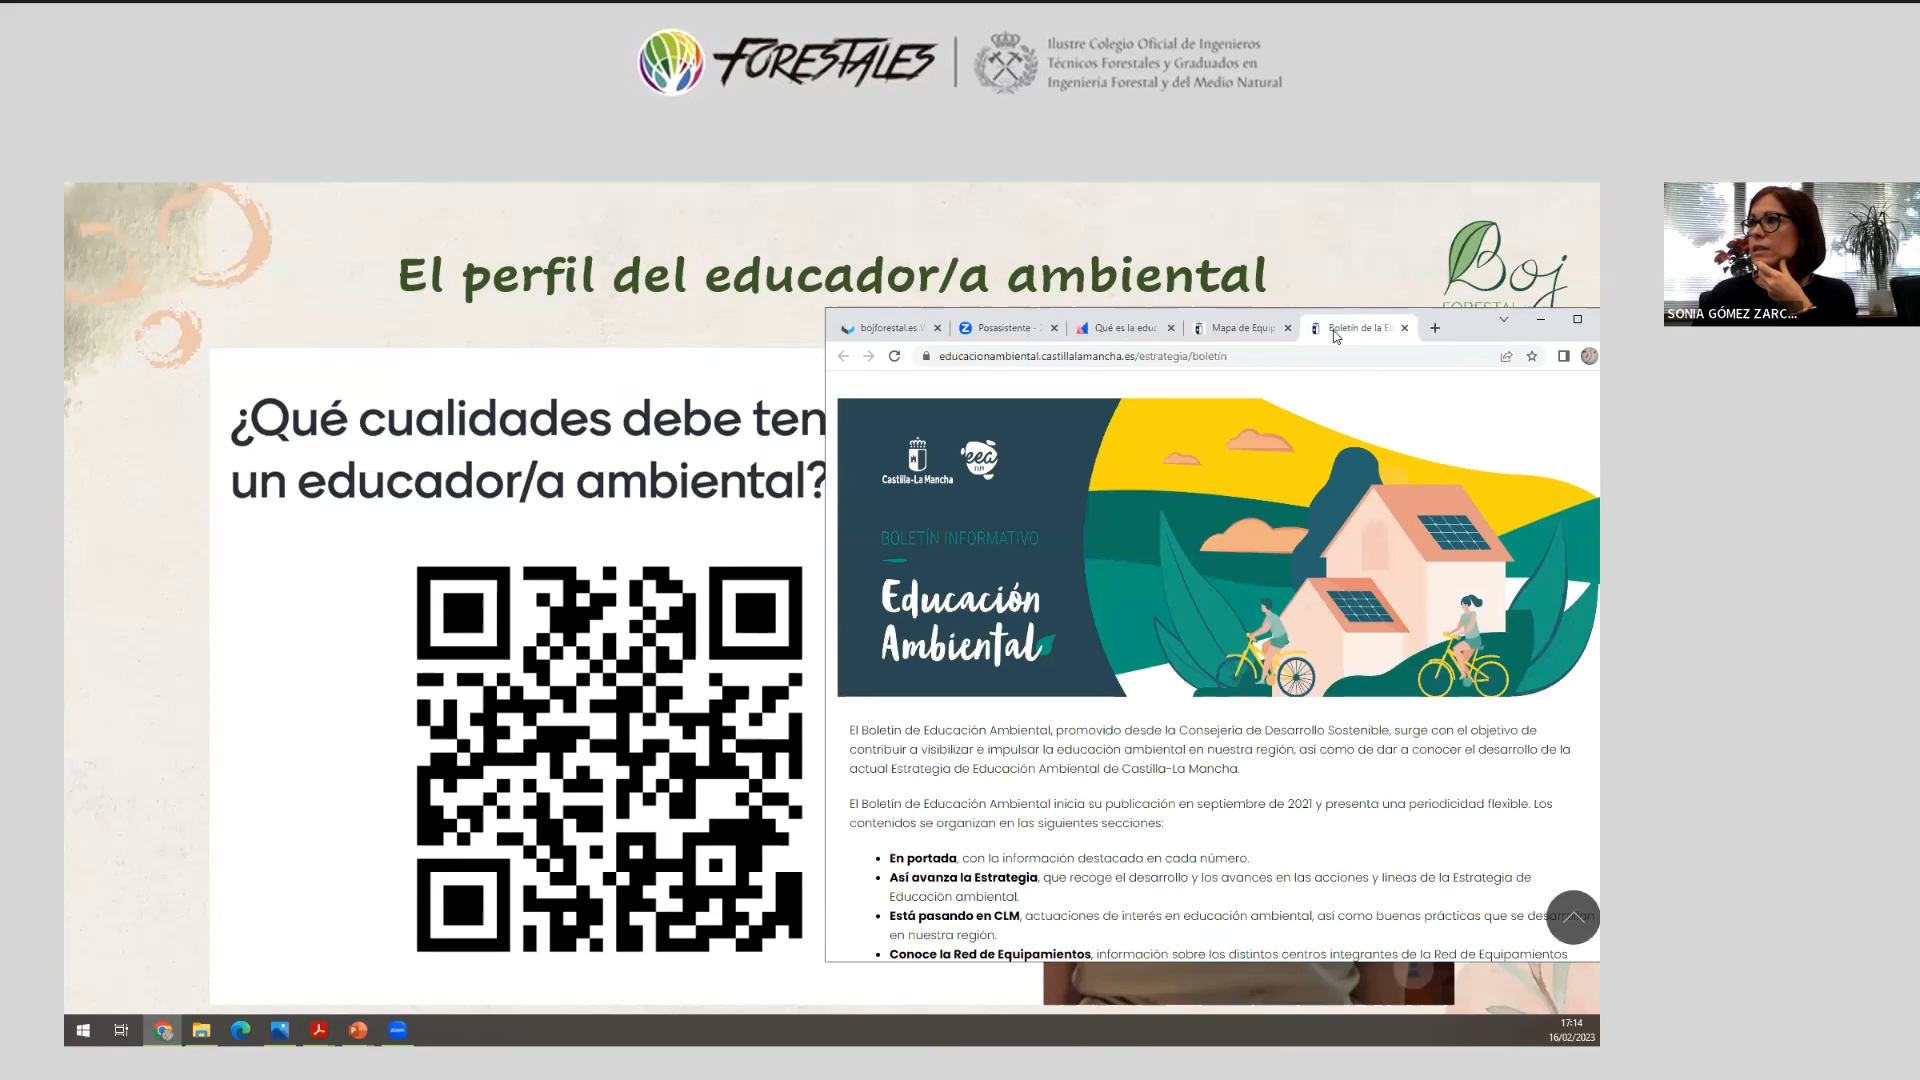 FORESTALES
Ilustre Colegio Oficial de Ingenieros
Técnicos Forestales y Graduados en
Ingeniería Forestal y del Medio Natural
El perfil del educador/a ambiental
Boj
FORESTAL
SONIA GÓMEZ ZARC...
¿Qué cualidades debe ten
un educador/a ambiental?
bojforestal.es
Posasistente -
Qué es la educ
Mapa de Equip
Boletín de la Es
educacionambiental.castillalamancha.es/estrategia/boletín
Castilla-La Mancha
eea
CLM
BOLETÍN INFORMATIVO
Educación
Ambiental
El Boletín de Educación Ambiental, promovido desde la Consejería de Desarrollo Sostenible, surge con el objetivo de
contribuir a visibilizar e impulsar la educación ambiental en nuestra región, así como de dar a conocer el desarrollo de la
actual Estrategia de Educación Ambiental de Castilla-La Mancha.
El Boletín de Educación Ambiental inicia su publicación en septiembre de 2021 y presenta una periodicidad flexible. Los
contenidos se organizan en las siguientes secciones:
• En portada, con la información destacada en cada número.
• Así avanza la Estrategia, que recoge el desarrollo y los avances en las acciones y líneas de la Estrategia de
Educación ambiental.
• Está pasando en CLM, actuaciones de interés en educación ambiental, así como buenas prácticas que se desarrollan
en nuestra región.
• Conoce la Red de Equipamientos, información sobre los distintos centros integrantes de la Red de Equipamientos
zoom
17:14
16/02/2023